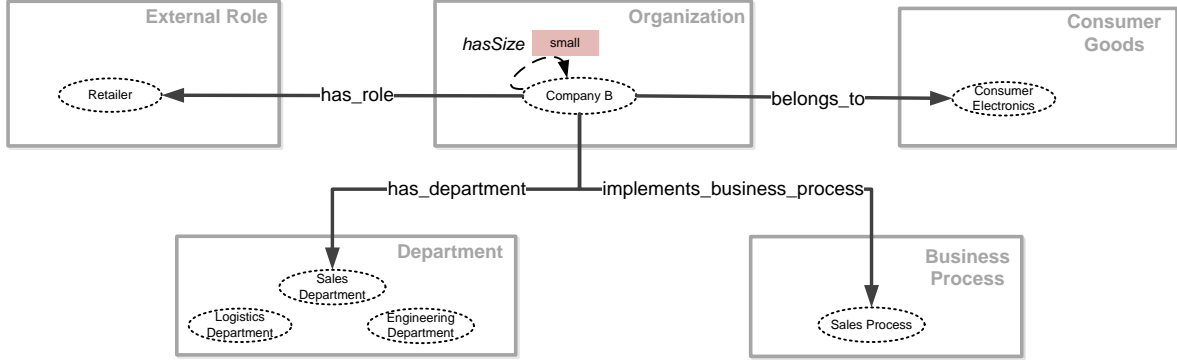 External Role
Organization
Consumer
Goods
hasSize
small
Retailer
has_role
Company B
belongs_to
Consumer
Electronics
has_department
implements_business_process
Department
Business
Process
Sales
Department
Logistics
Department
Engineering
Department
Sales Process